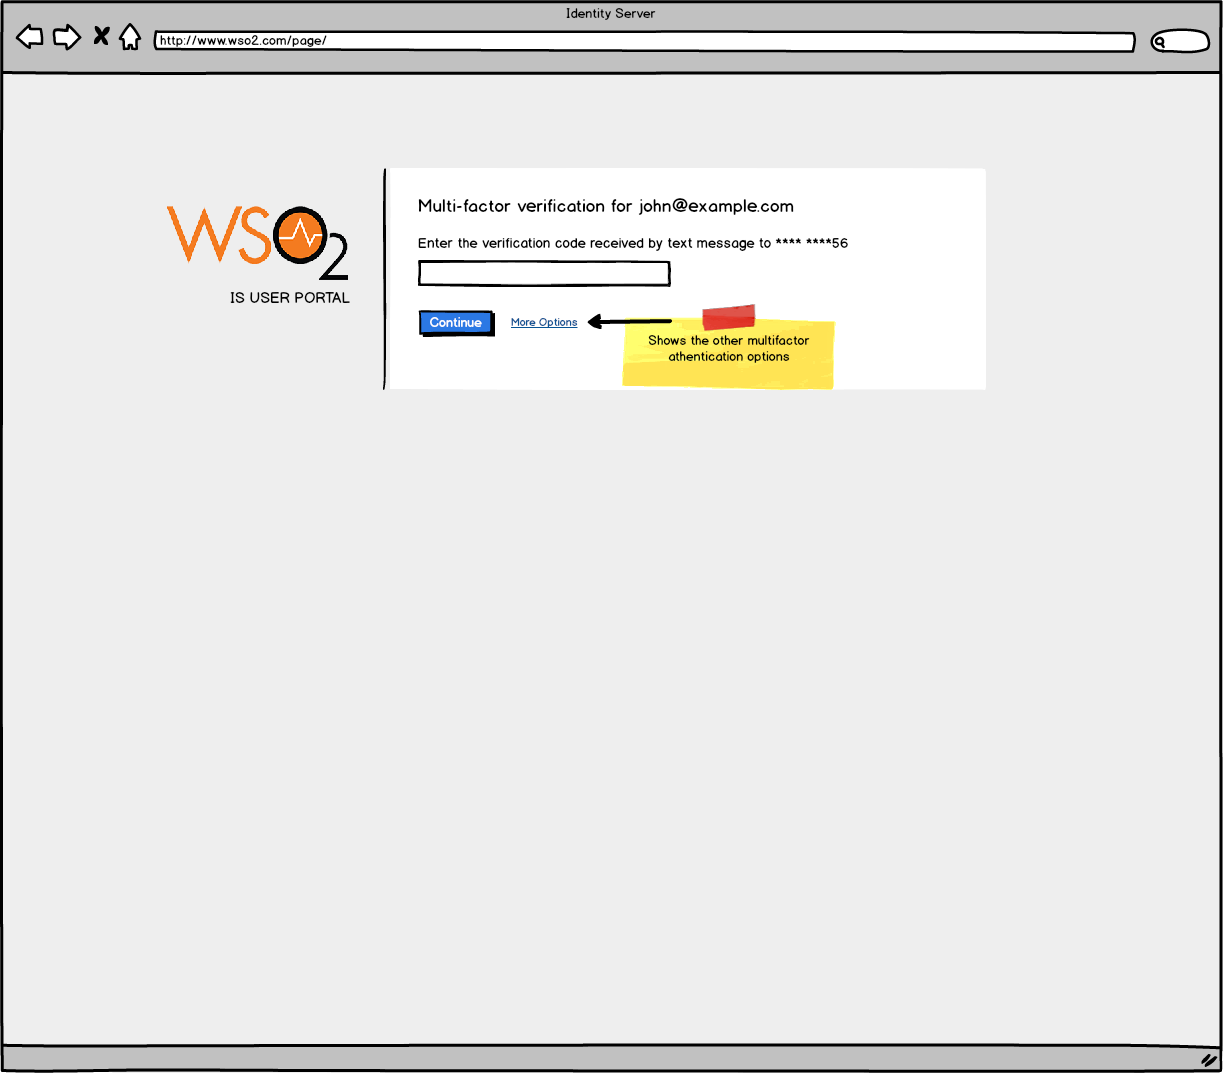 Identity Server
http://www.wso2.com/page/
WSO2
IS USER PORTAL
Multi-factor verification for john@example.com
Enter the verification code received by text message to **** ****56
Continue
More Options
Shows the other multifactor
athentication options